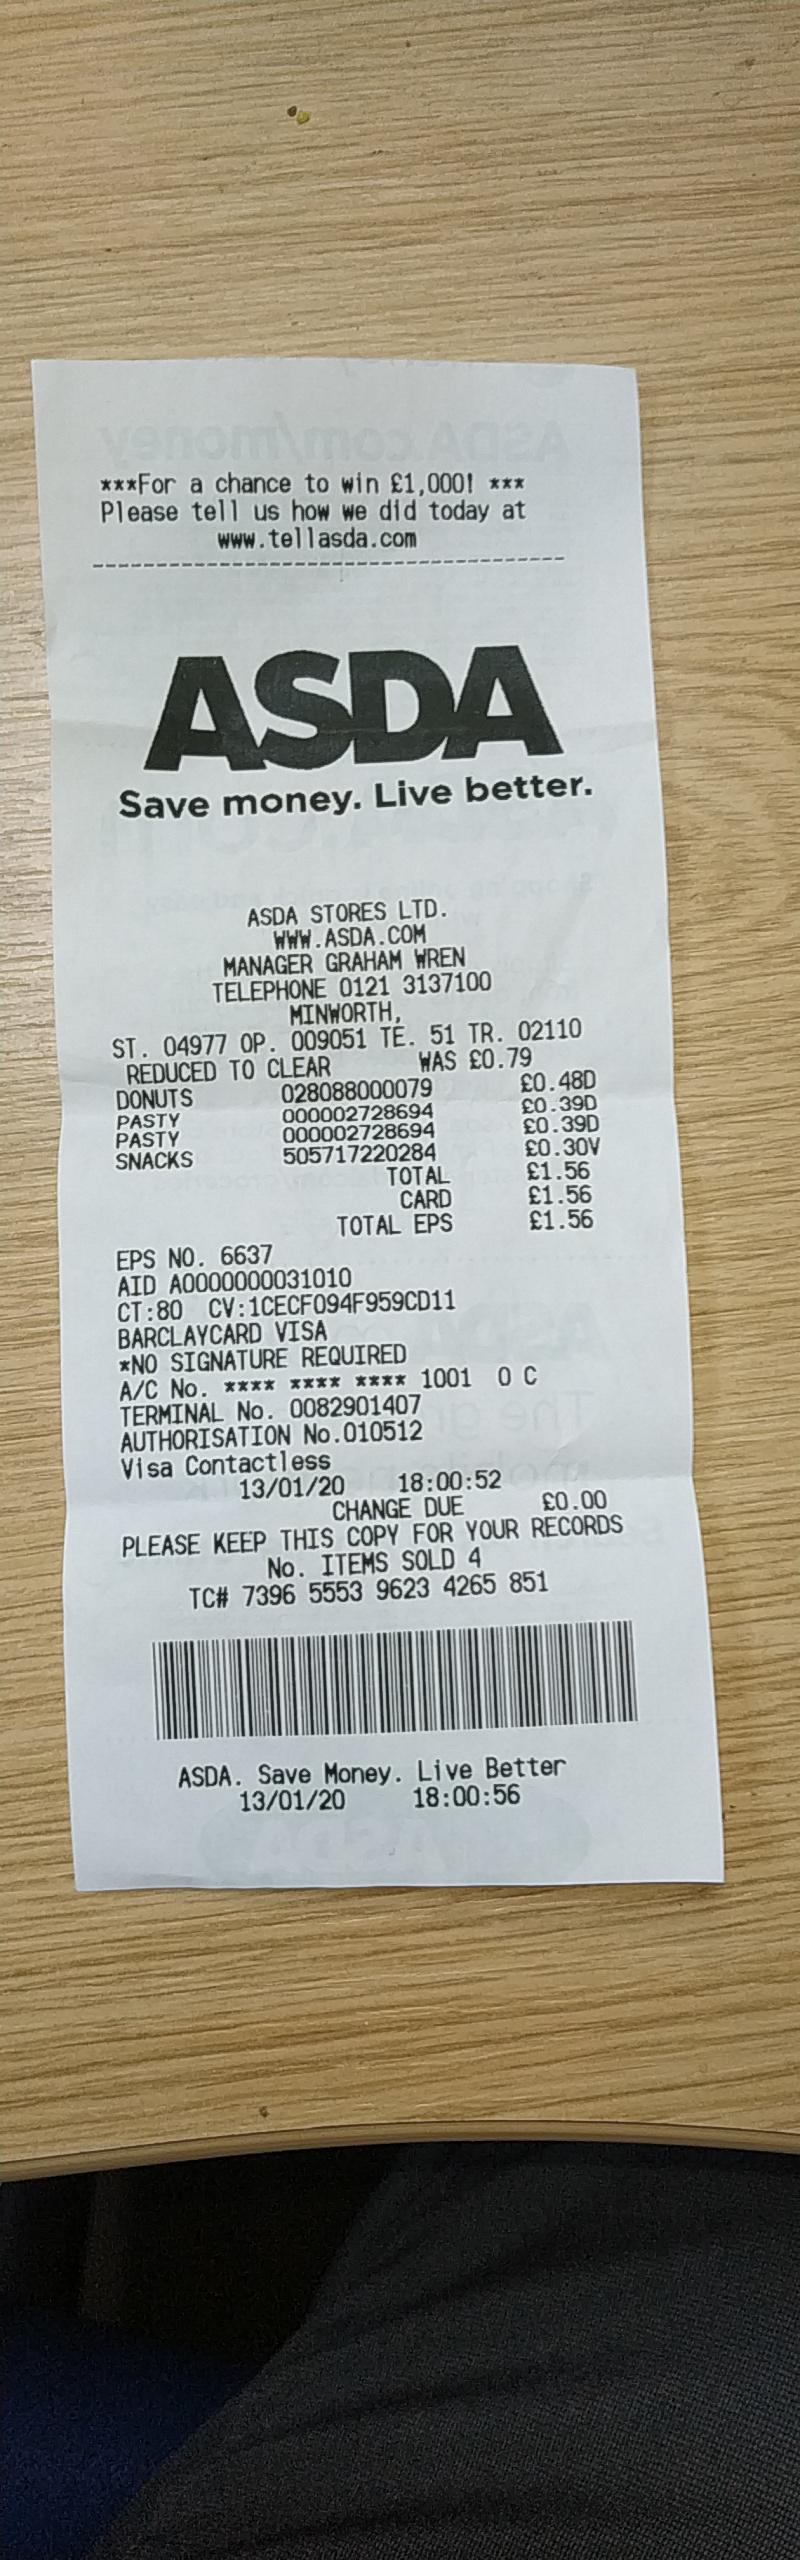 ***For a chance to win £1,000! ***
Please tell us how we did today at
www.tellasda.com
ASDA
Save money. Live better.
ASDA STORES LTD.
WWW.ASDA.COM
MANAGER GRAHAM WREN
TELEPHONE 0121 3137100
MINWORTH,
ST. 04977 OP. 009051 TE. 51 TR. 02110
REDUCED TO CLEAR WAS £0.79
DONUTS 028088000079 £0.48D
PASTY 000002728694 £0.39D
PASTY 000002728694 £0.39D
SNACKS 505717220284 £0.30V
TOTAL £1.56
CARD £1.56
TOTAL EPS £1.56
EPS NO. 6637
AID A0000000031010
CT:80 CV:1CECF094F959CD11
BARCLAYCARD VISA
*NO SIGNATURE REQUIRED
A/C No. **** **** **** 1001 0 C
TERMINAL No. 0082901407
AUTHORISATION No.010512
Visa Contactless
13/01/20 18:00:52
CHANGE DUE £0.00
PLEASE KEEP THIS COPY FOR YOUR RECORDS
No. ITEMS SOLD 4
TC# 7396 5553 9623 4265 851
ASDA. Save Money. Live Better
13/01/20 18:00:56